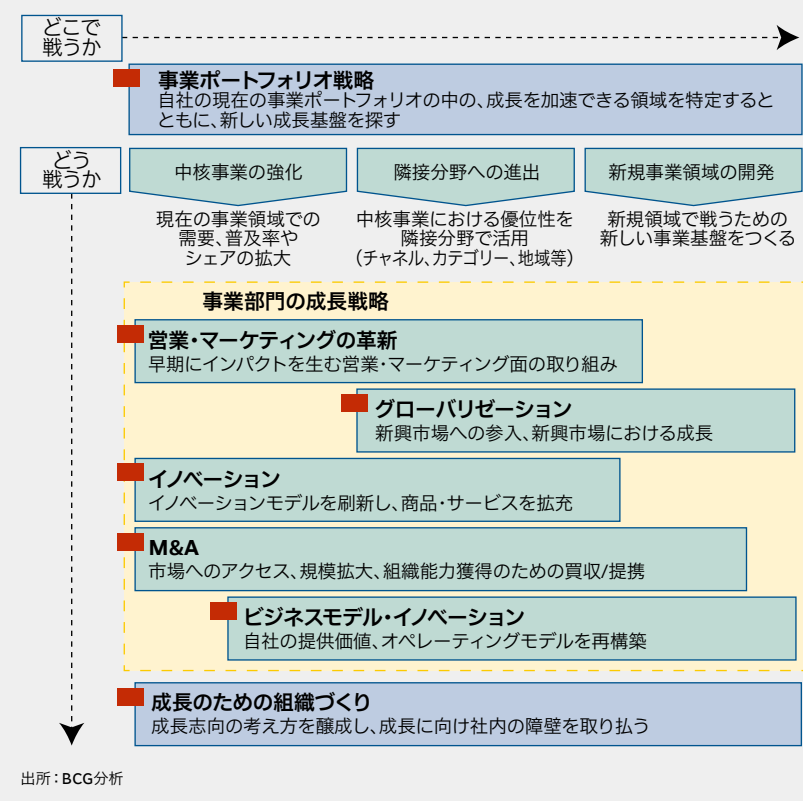 どこで
戦うか
事業ポートフォリオ戦略
自社の現在の事業ポートフォリオの中の、成長を加速できる領域を特定すると
ともに、新しい成長基盤を探す
どう
戦うか
中核事業の強化
隣接分野への進出
新規事業領域の開発
現在の事業領域での
需要、普及率や
シェアの拡大
中核事業における優位性を
隣接分野で活用
(チャネル、カテゴリー、地域等)
新規領域で戦うための
新しい事業基盤をつくる
事業部門の成長戦略
営業・マーケティングの革新
早期にインパクトを生む営業・マーケティング面の取り組み
グローバリゼーション
新興市場への参入、新興市場における成長
イノベーション
イノベーションモデルを刷新し、商品・サービスを拡充
M&A
市場へのアクセス、規模拡大、組織能力獲得のための買収/提携
ビジネスモデル・イノベーション
自社の提供価値、オペレーティングモデルを再構築
成長のための組織づくり
成長志向の考え方を醸成し、成長に向け社内の障壁を取り払う
出所：BCG分析